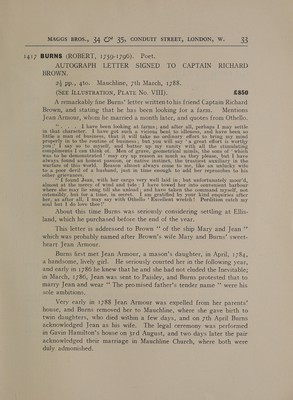 MAGGS BROS., 34 & 35, CONDUIT STREET, LONDON, W. 33
1417 BURNS (ROBERT, 1759-1796). Poet.
AUTOGRAPH LETTER SIGNED TO CAPTAIN RICHARD
BROWN.
2½ pp., 4to. Mauchline, 7th March, 1788.
(SEE ILLUSTRATION, PLATE NO. VIII). £850
A remarkably fine Burns' letter written to his friend Captain Richard
Brown, and stating that he has been looking for a farm. Mentions
Jean Armour, whom he married a month later, and quotes from Othello.
". . . I have been looking at farms; and after all, perhaps I may settle
in that character. I have got such a vicious bent to idleness, and have been so
little a man of business, that it will take no ordinary effort to bring my mind
properly in to the routine of business; but you will say 'a great effort is worthy
you;' I say so to myself, and butter up my vanity with all the stimulating
compliments I can think of. Men of grave, geometrical minds, the sons of 'which
was to be demonstrated' may cry up reason as much as they please, but I have
always found an honest passion, or native instinct, the trueliest auxiliary in the
warfare of this world. Reason almost always come to me, like an unlucky wife
to a poor devil of a husband, just in time enough to add her reproaches to his
other grievances. . . .
"I found Jean, with her cargo very well laid in; but unfortunately moor'd,
almost at the mercy of wind and tide: I have towed her into convenient harbour
where she may lie snug till she unload; and have taken the command myself, not
ostensibly, but for a time, in secret. I am gratified by your kind enquiries after
her, as after all, I may say with Othello 'Excellent wretch! Perdition catch my
soul but I do love thee!'"
About this time Burns was seriously considering settling at Ellis-
land, which he purchased before the end of the year.
This letter is addressed to Brown "of the ship Mary and Jean"
which was probably named after Brown's wife Mary and Burns' sweet-
heart Jean Armour.
Burns first met Jean Armour, a mason's daughter, in April, 1784,
a handsome, lively girl. He seriously courted her in the following year,
and early in 1786 he knew that he and she had not eluded the Inevitable;
in March, 1786, Jean was sent to Paisley, and Burns protested that to
marry Jean and wear "The promised father's tender name" were his
sole ambitions.
Very early in 1788 Jean Armour was expelled from her parents'
house, and Burns removed her to Mauchline, where she gave birth to
twin daughters, who died within a few days, and on 7th April Burns
acknowledged Jean as his wife. The legal ceremony was performed
in Gavin Hamilton's house on 3rd August, and two days later the pair
acknowledged their marriage in Mauchline Church, where both were
duly admonished.